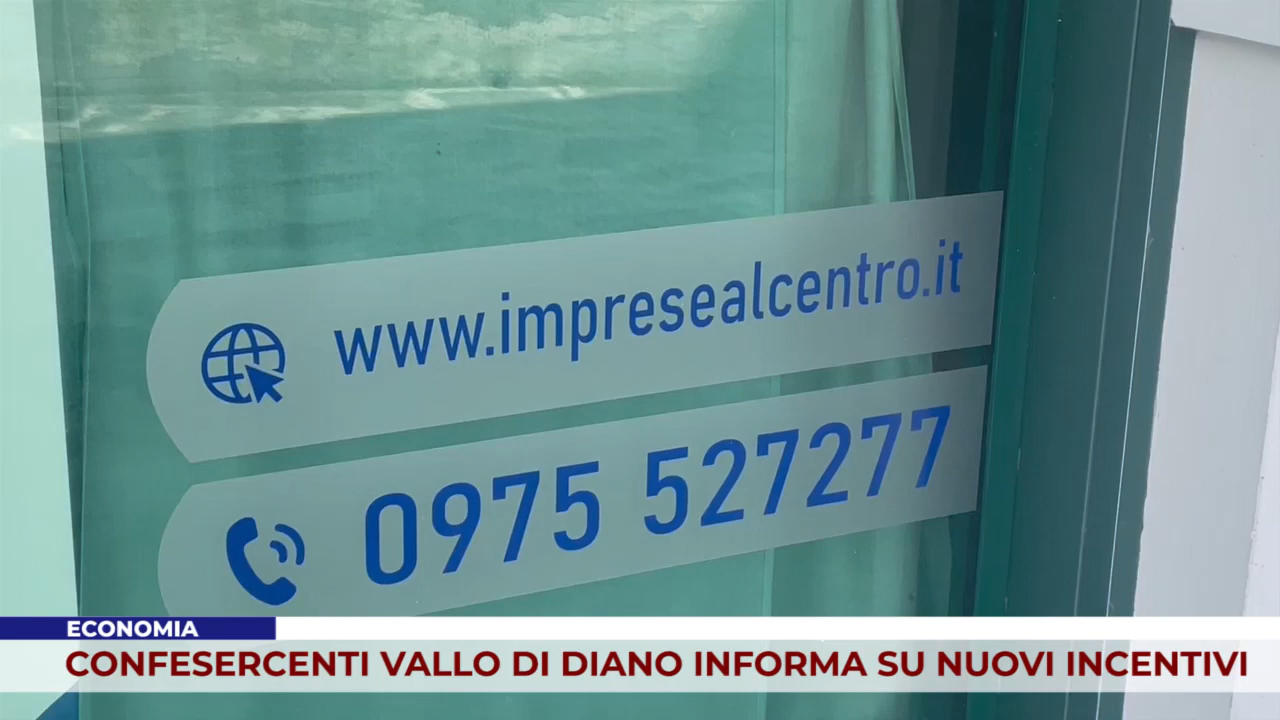 www.impresealcentro.it
0975 527277
ECONOMIA
CONFESERCENTI VALLO DI DIANO INFORMA SU NUOVI INCENTIVI